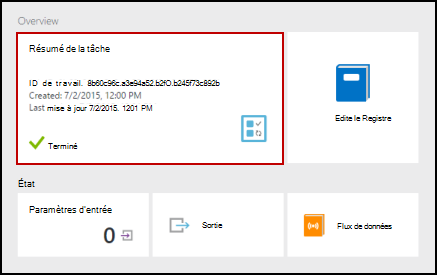 Overview
Résumé de la tâche
ID de travail. 8b60c96c.a3e94a52.b2fO.b245f73c892b
Created: 7/2/2015, 12:00 PM
Last mise à jour 7/2/2015. 1201 PM
Terminé
Edite le Registre
État
Paramètres d'entrée
0
Sortie
Flux de données